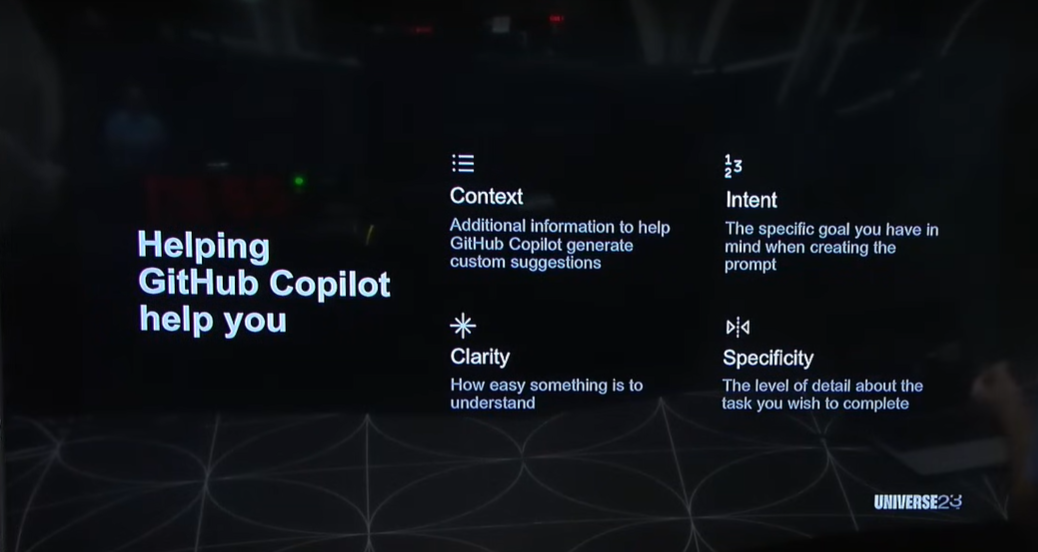 Helping
GitHub Copilot
help you
Context
Additional information to help
GitHub Copilot generate
custom suggestions
Intent
The specific goal you have in
mind when creating the
prompt
Clarity
How easy something is to
understand
Specificity
The level of detail about the
task you wish to complete
UNIVERSE23